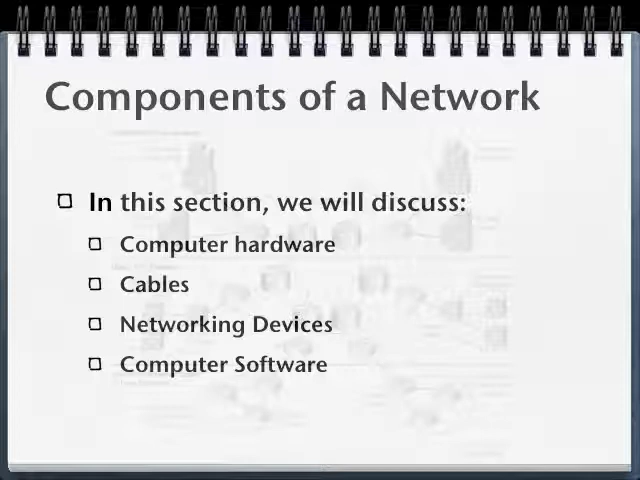 Components of a Network
In this section, we will discuss:
Computer hardware
Cables
Networking Devices
Computer Software